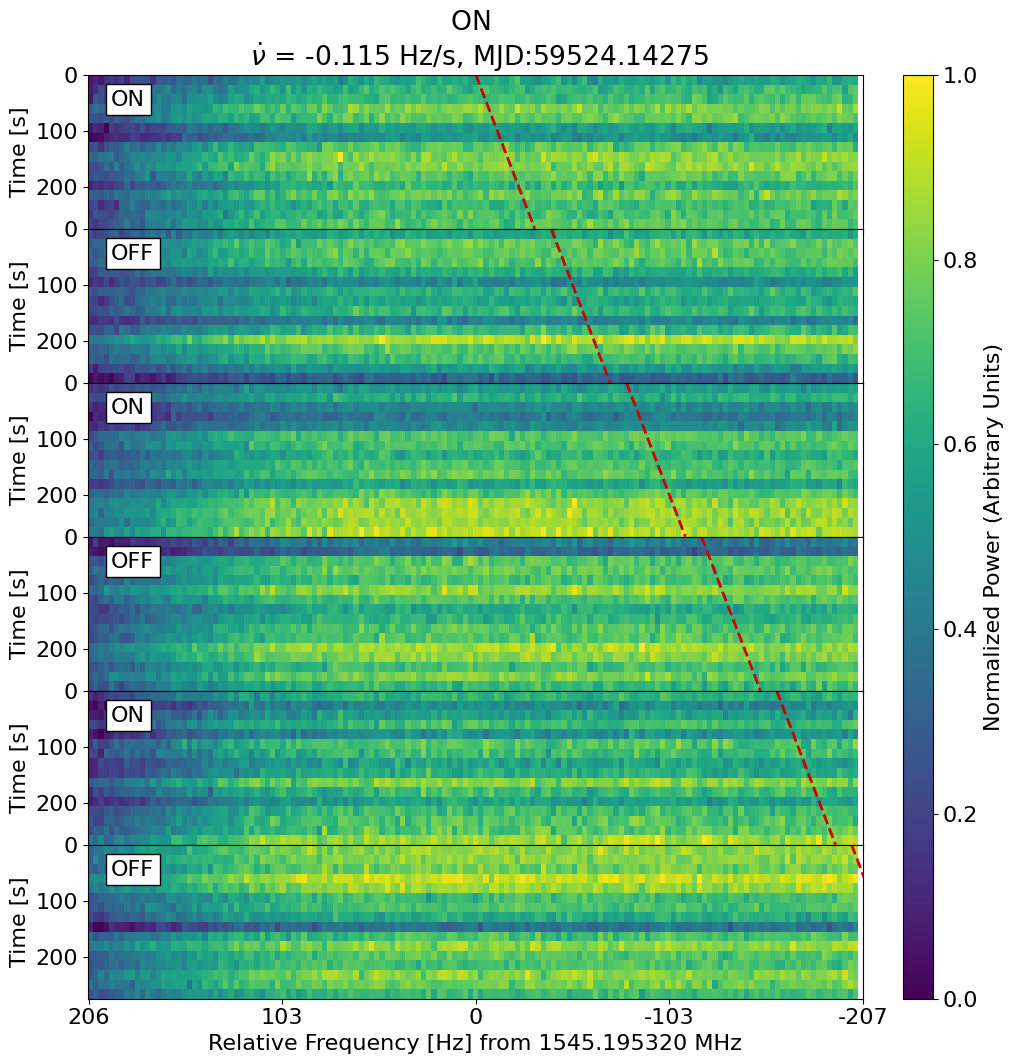 ON
ν̇ = -0.115 Hz/s, MJD:59524.14275
0
ON
100
Time [s]
200
0
OFF
100
Time [s]
200
0
ON
100
Time [s]
200
0
OFF
100
Time [s]
200
0
ON
100
Time [s]
200
0
OFF
100
Time [s]
200
206 103 0 -103 -207
Relative Frequency [Hz] from 1545.195320 MHz
1.0
0.8
0.6
0.4
0.2
0.0
Normalized Power (Arbitrary Units)